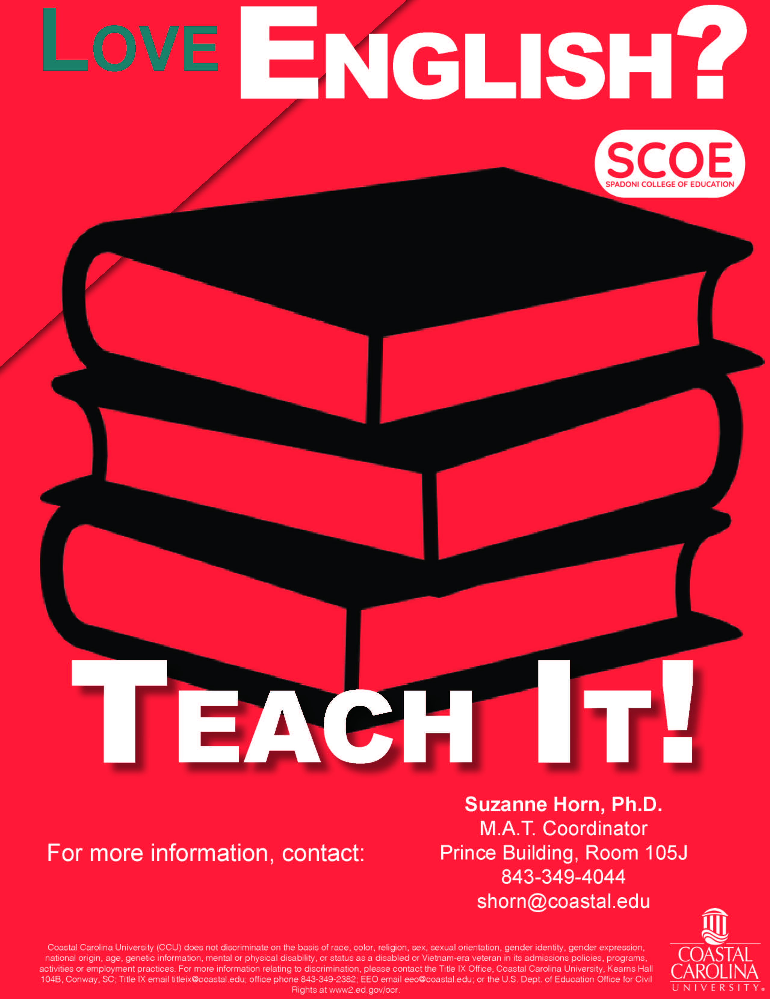 LOVE ENGLISH?
SCOE
SPADONI COLLEGE OF EDUCATION
TEACH IT!
For more information, contact:
Suzanne Horn, Ph.D.
M.A.T. Coordinator
Prince Building, Room 105J
843-349-4044
shorn@coastal.edu
Coastal Carolina University (CCU) does not discriminate on the basis of race, color, religion, sex, sexual orientation, gender identity, gender expression,
national origin, age, genetic information, mental or physical disability, or status as a disabled or Vietnam-era veteran in its admissions policies, programs,
activities or employment practices. For more information relating to discrimination, please contact the Title IX Office, Coastal Carolina University, Kearns Hall
104B, Conway, SC; Title IX email titleix@coastal.edu; office phone 843-349-2382; EEO email eeo@coastal.edu; or the U.S. Dept. of Education Office for Civil
Rights at www2.ed.gov/ocr.
COASTAL
CAROLINA
UNIVERSITY®